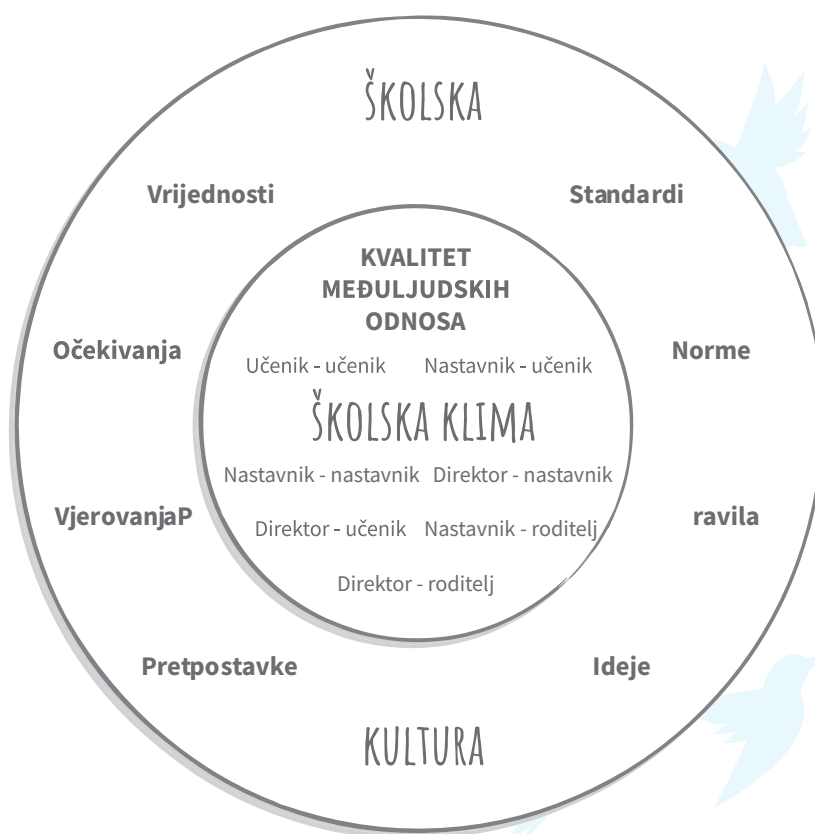 ŠKOLSKA
Vrijednosti Standardi
KVALITET
MEĐULJUDSKIH
ODNOSA
Očekivanja Norme
Učenik - učenik Nastavnik - učenik
ŠKOLSKA KLIMA
Nastavnik - nastavnik Direktor - nastavnik
VjerovanjaP ravila
Direktor - učenik Nastavnik - roditelj
Direktor - roditelj
Pretpostavke Ideje
KULTURA